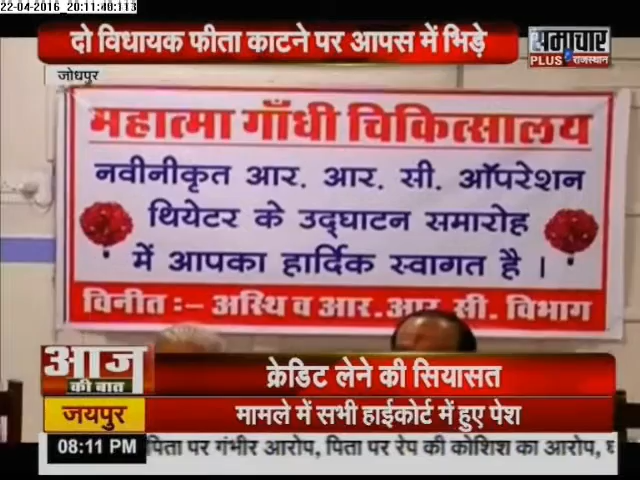 22-04-2016_20:11:40:113
दो विधायक फीता काटने पर आपस में भिड़े
समाचार
PLUS राजस्थान
जोधपुर
महात्मा गाँधी चिकित्सालय
नवीनीकृत आर. आर. सी. ऑपरेशन
थियेटर के उद्घाटन समारोह
में आपका हार्दिक स्वागत है ।
विनीत :– अस्थि व आर. आर. सी. विभाग
आज
की बात
क्रेडिट लेने की सियासत
जयपुर
मामले में सभी हाईकोर्ट में हुए पेश
08:11 PM
पिता पर गंभीर आरोप, पिता पर रेप की कोशिश का आरोप,